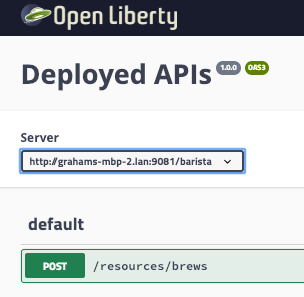 Open Liberty
Deployed APIs 1.0.0 OAS3
Server
http://grahams-mbp-2.lan:9081/barista
default
POST /resources/brews